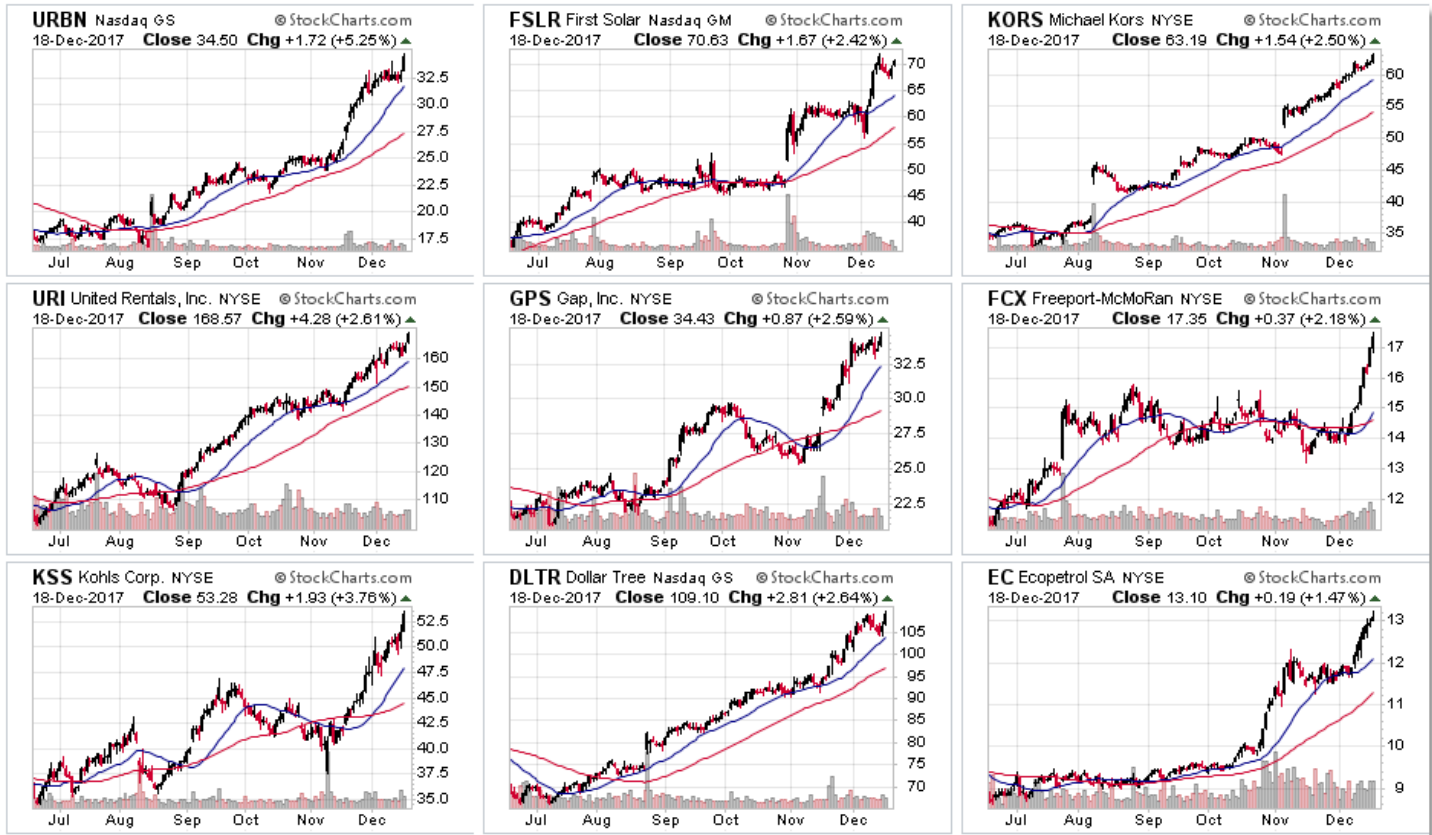 URBN Nasdaq GS © StockCharts.com
18-Dec-2017 Close 34.50 Chg +1.72 (+5.25%)
32.5
30.0
27.5
25.0
22.5
20.0
17.5
Jul Aug Sep Oct Nov Dec
FSLR First Solar Nasdaq GM © StockCharts.com
18-Dec-2017 Close 70.63 Chg +1.67 (+2.42%)
70
65
60
55
50
45
40
Jul Aug Sep Oct Nov Dec
KORS Michael Kors NYSE © StockCharts.com
18-Dec-2017 Close 63.19 Chg +1.54 (+2.50%)
60
55
50
45
40
35
Jul Aug Sep Oct Nov Dec
URI United Rentals, Inc. NYSE © StockCharts.com
18-Dec-2017 Close 168.57 Chg +4.28 (+2.61%)
160
150
140
130
120
110
Jul Aug Sep Oct Nov Dec
GPS Gap, Inc. NYSE © StockCharts.com
18-Dec-2017 Close 34.43 Chg +0.87 (+2.59%)
32.5
30.0
27.5
25.0
22.5
Jul Aug Sep Oct Nov Dec
FCX Freeport-McMoRan NYSE © StockCharts.com
18-Dec-2017 Close 17.35 Chg +0.37 (+2.18%)
17
16
15
14
13
12
Jul Aug Sep Oct Nov Dec
KSS Kohls Corp. NYSE © StockCharts.com
18-Dec-2017 Close 53.28 Chg +1.93 (+3.76%)
52.5
50.0
47.5
45.0
42.5
40.0
37.5
35.0
Jul Aug Sep Oct Nov Dec
DLTR Dollar Tree Nasdaq GS © StockCharts.com
18-Dec-2017 Close 109.10 Chg +2.81 (+2.64%)
105
100
95
90
85
80
75
70
Jul Aug Sep Oct Nov Dec
EC Ecopetrol SA NYSE © StockCharts.com
18-Dec-2017 Close 13.10 Chg +0.19 (+1.47%)
13
12
11
10
9
Jul Aug Sep Oct Nov Dec